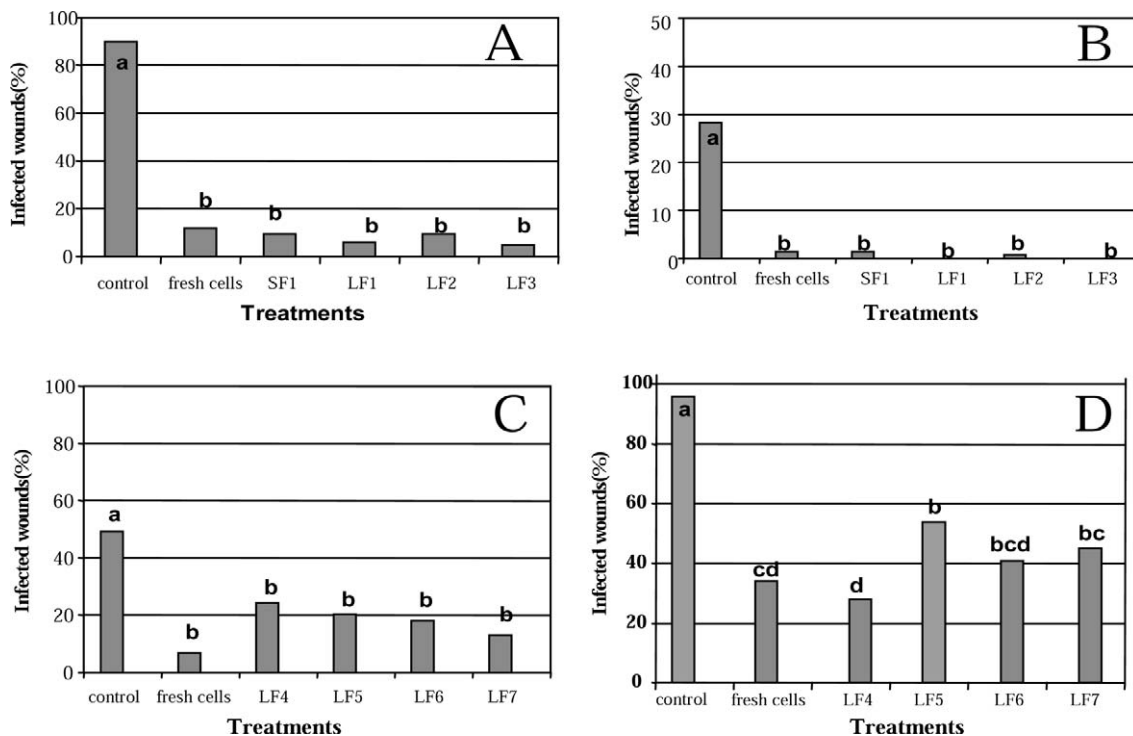 A
Infected wounds(%)
100
80
60
40
20
0
a
b
b
b
b
b
control fresh cells SF1 LF1 LF2 LF3
Treatments
B
Infected wounds(%)
50
40
30
20
10
0
a
b
b
b
b
b
control fresh cells SF1 LF1 LF2 LF3
Treatments
C
Infected wounds(%)
100
80
60
40
20
0
a
b
b
b
b
b
control fresh cells LF4 LF5 LF6 LF7
Treatments
D
Infected wounds(%)
100
80
60
40
20
0
a
cd
d
b
bcd
bc
control fresh cells LF4 LF5 LF6 LF7
Treatments